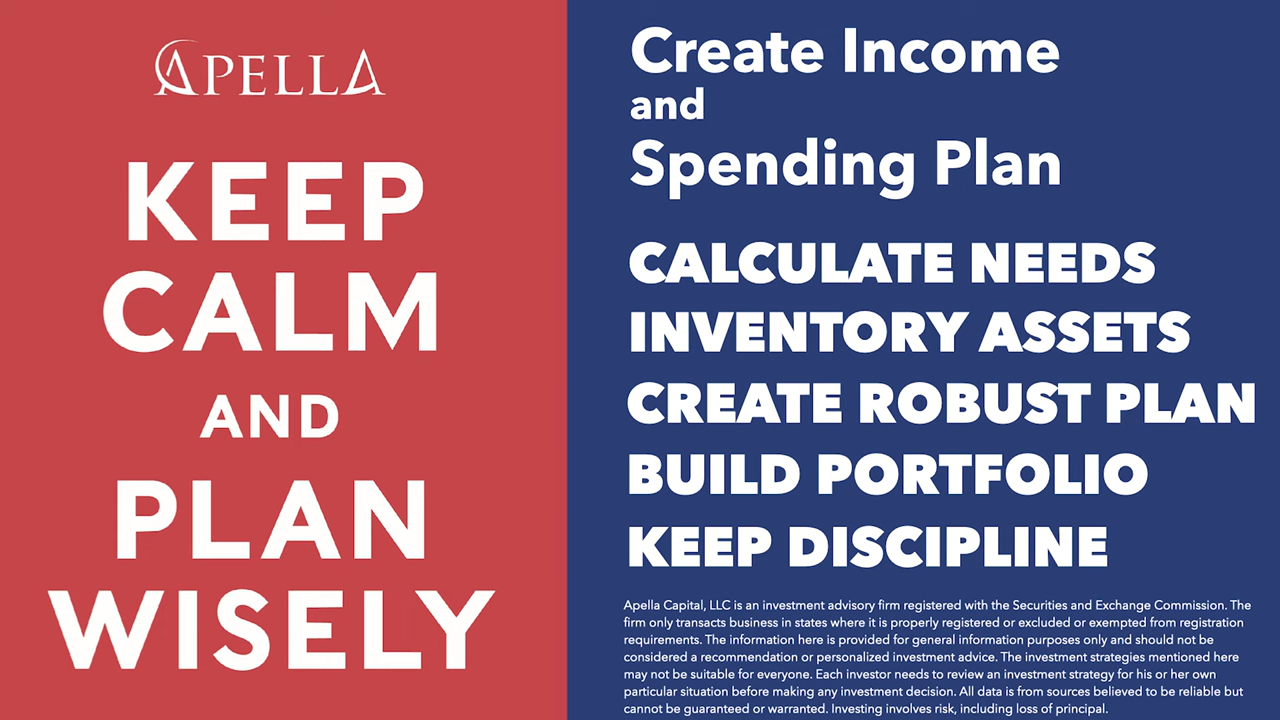 APELLA
KEEP
CALM
AND
PLAN
WISELY
Create Income
and
Spending Plan
CALCULATE NEEDS
INVENTORY ASSETS
CREATE ROBUST PLAN
BUILD PORTFOLIO
KEEP DISCIPLINE
Apella Capital, LLC is an investment advisory firm registered with the Securities and Exchange Commission. The
firm only transacts business in states where it is properly registered or excluded or exempted from registration
requirements. The information here is provided for general information purposes only and should not be
considered a recommendation or personalized investment advice. The investment strategies mentioned here
may not be suitable for everyone. Each investor needs to review an investment strategy for his or her own
particular situation before making any investment decision. All data is from sources believed to be reliable but
cannot be guaranteed or warranted. Investing involves risk, including loss of principal.